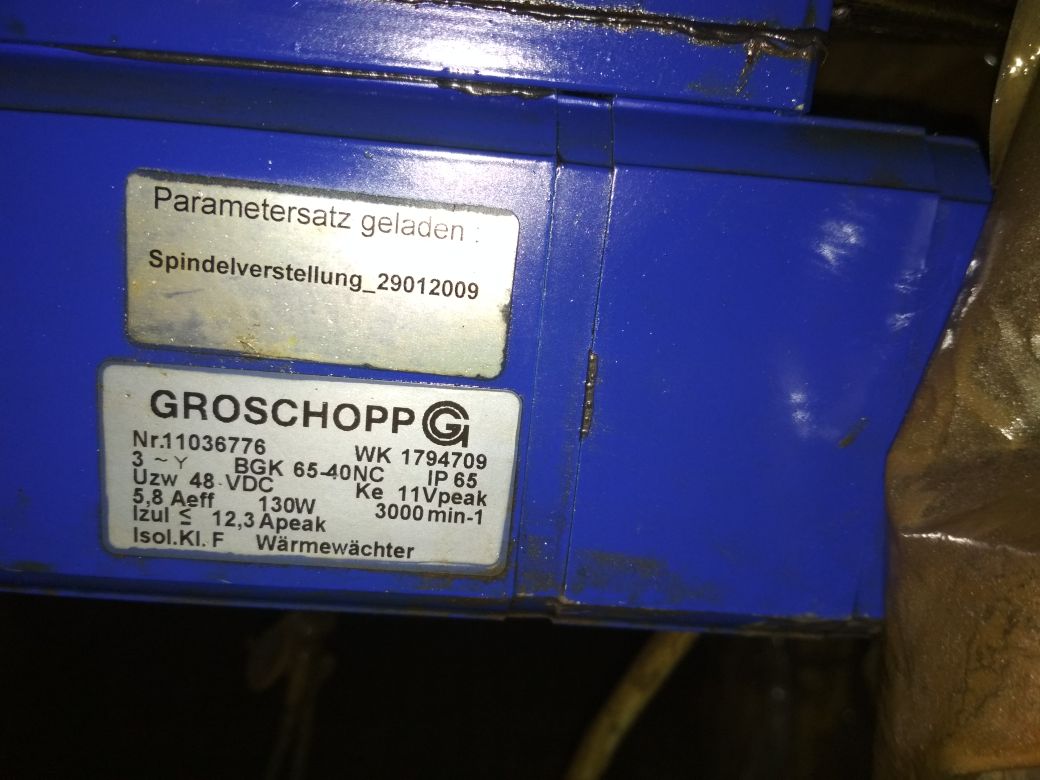 Parametersatz geladen :
Spindelverstellung_29012009
GROSCHOPP G
Nr.11036776 WK 1794709
3 ~ Y BGK 65-40NC IP 65
Uzw 48 VDC Ke 11Vpeak
5,8 Aeff 130W 3000 min-1
Izul ≤ 12,3 Apeak
Isol.Kl. F Wärmewächter